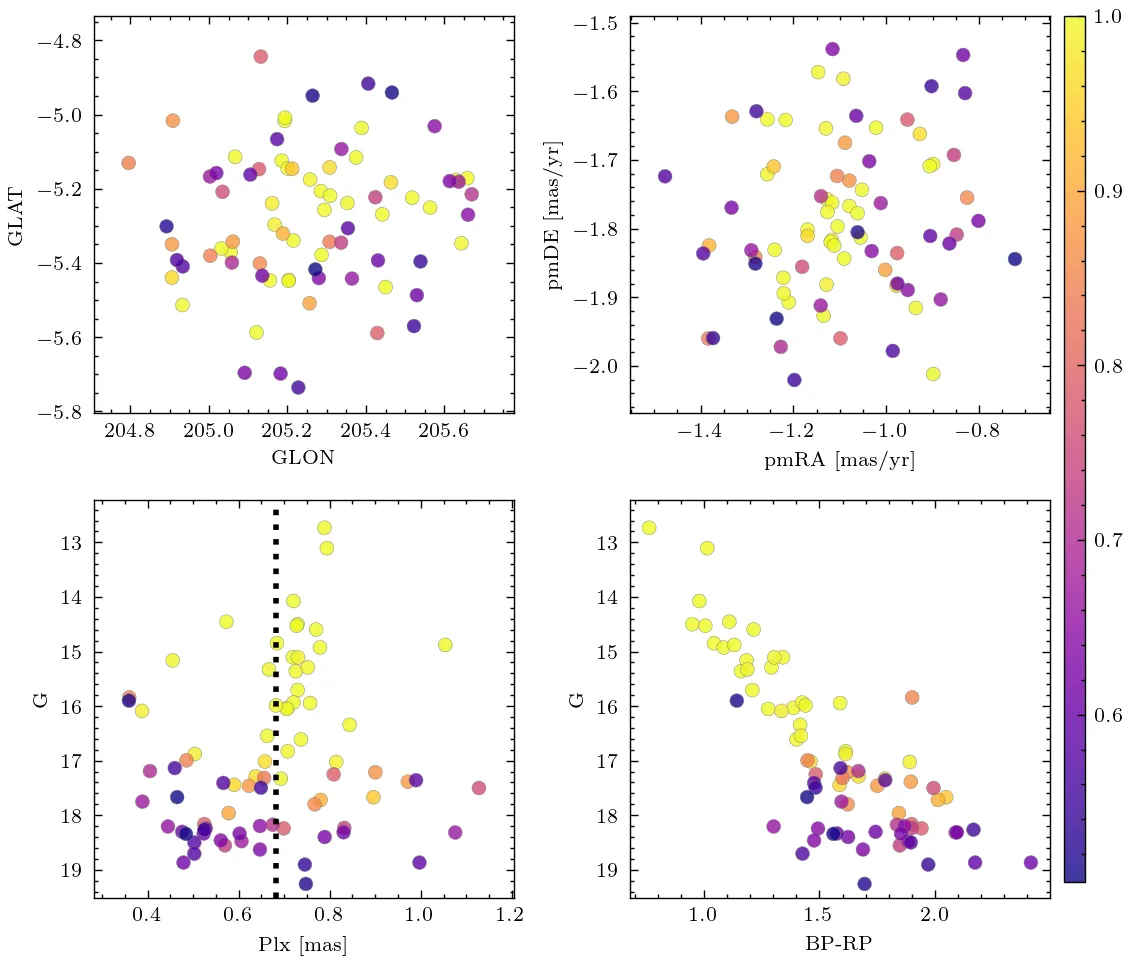 −4.8
−5.0
−5.2
−5.4
−5.6
−5.8
GLAT
204.8 205.0 205.2 205.4 205.6
GLON
−1.5
−1.6
−1.7
−1.8
−1.9
−2.0
pmDE [mas/yr]
−1.4 −1.2 −1.0 −0.8
pmRA [mas/yr]
1.0
0.9
0.8
0.7
0.6
13
14
15
16
17
18
19
G
0.4 0.6 0.8 1.0 1.2
Plx [mas]
13
14
15
16
17
18
19
G
1.0 1.5 2.0
BP-RP